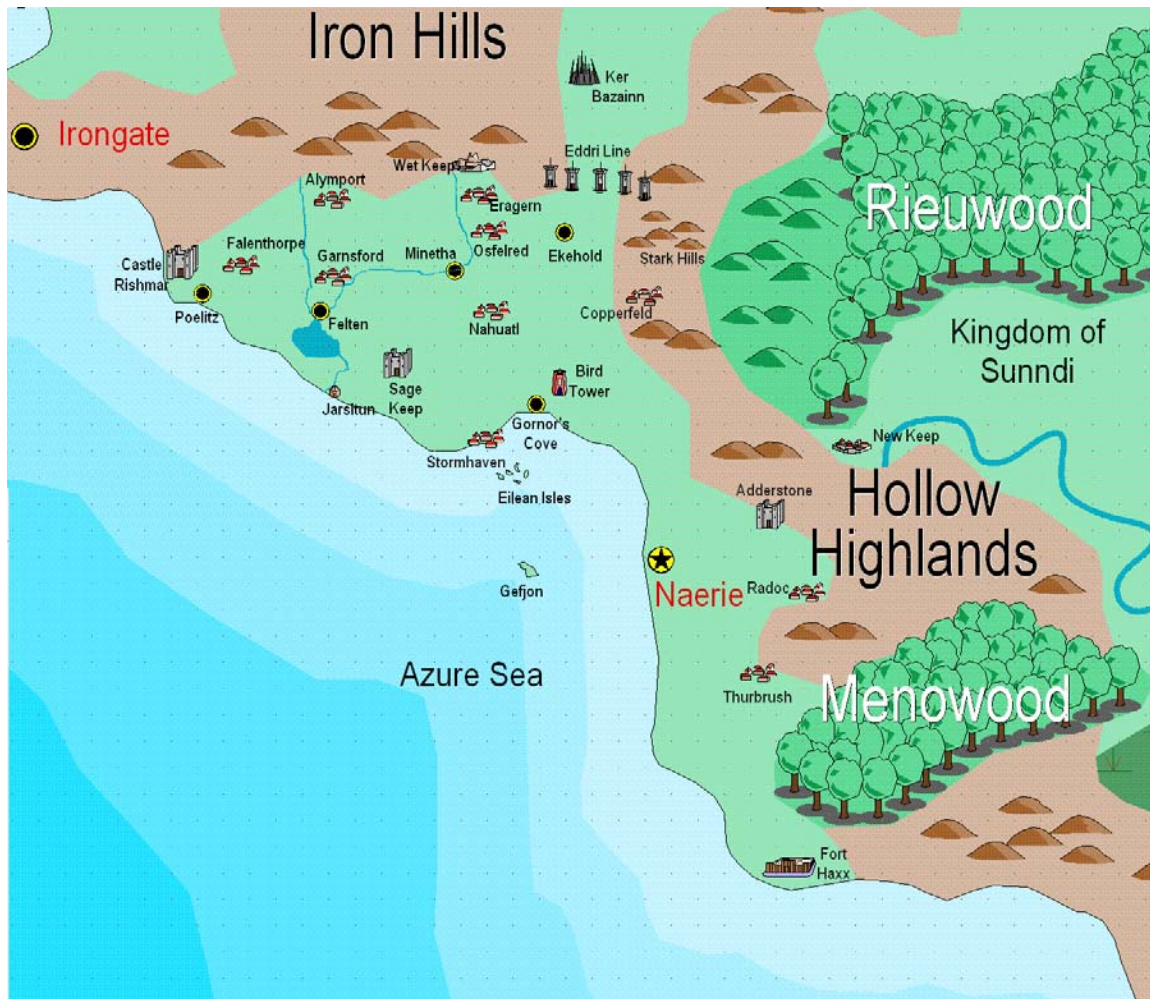 Iron Hills
Ker
Bazainn
Irongate
Eddri Line
Wet Keep
Alymport
Eragern
Rieuwood
Falenthorpe
Garnsford
Minetha
Osfelred
Ekehold
Stark Hills
Castle
Rishmar
Poelitz
Felten
Nahuatl
Copperfeld
Kingdom of
Sunndi
Sage
Keep
Bird
Tower
Jarsitun
Gornor's
Cove
Stormhaven
New Keep
Eilean Isles
Adderstone
Hollow
Highlands
Gefjon
Naerie
Radoc
Azure Sea
Thurbrush
Menowood
Fort
Haxx